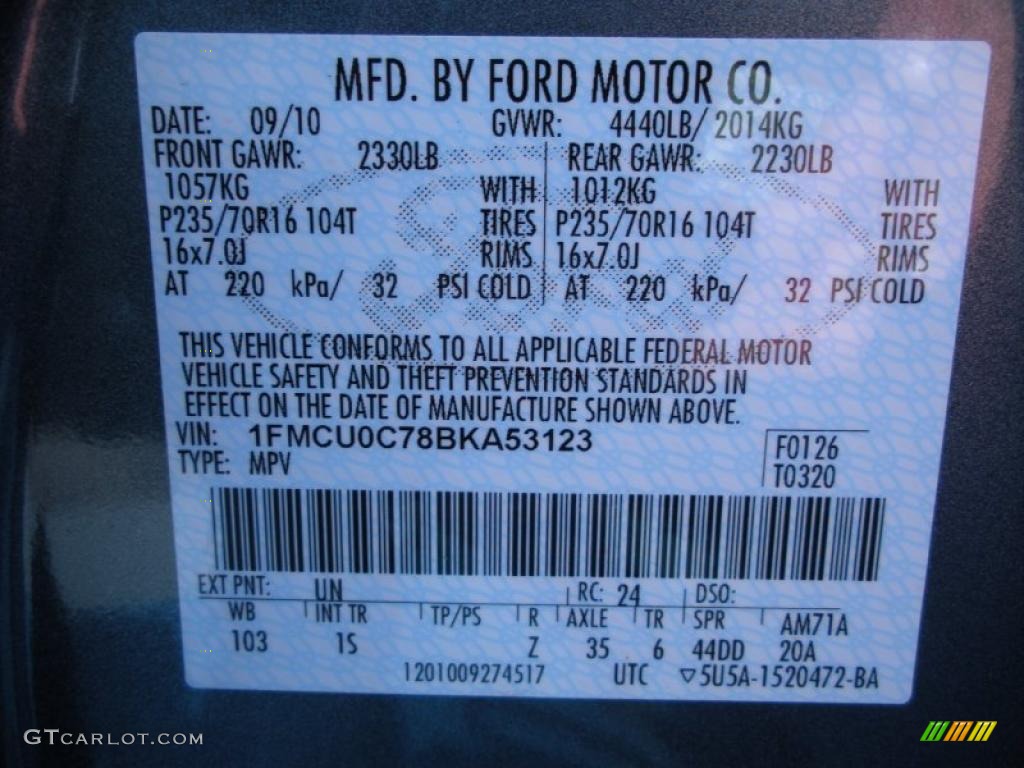 MFD. BY FORD MOTOR CO.
DATE: 09/10 GVWR: 4440LB/ 2014KG
FRONT GAWR: 2330LB REAR GAWR: 2230LB
1057KG WITH 1012KG WITH
P235/70R16 104T TIRES P235/70R16 104T TIRES
16x7.0J RIMS 16x7.0J RIMS
AT 220 kPa/ 32 PSI COLD AT 220 kPa/ 32 PSI COLD
THIS VEHICLE CONFORMS TO ALL APPLICABLE FEDERAL MOTOR
VEHICLE SAFETY AND THEFT PREVENTION STANDARDS IN
EFFECT ON THE DATE OF MANUFACTURE SHOWN ABOVE.
VIN: 1FMCU0C78BKA53123 F0126
TYPE: MPV T0320
EXT PNT: UN RC: 24 DSO:
WB INT TR TP/PS R AXLE TR SPR AM71A
103 1S Z 35 6 44DD 20A
1201009274517 UTC ▽5U5A-1520472-BA
GTCARLOT.COM